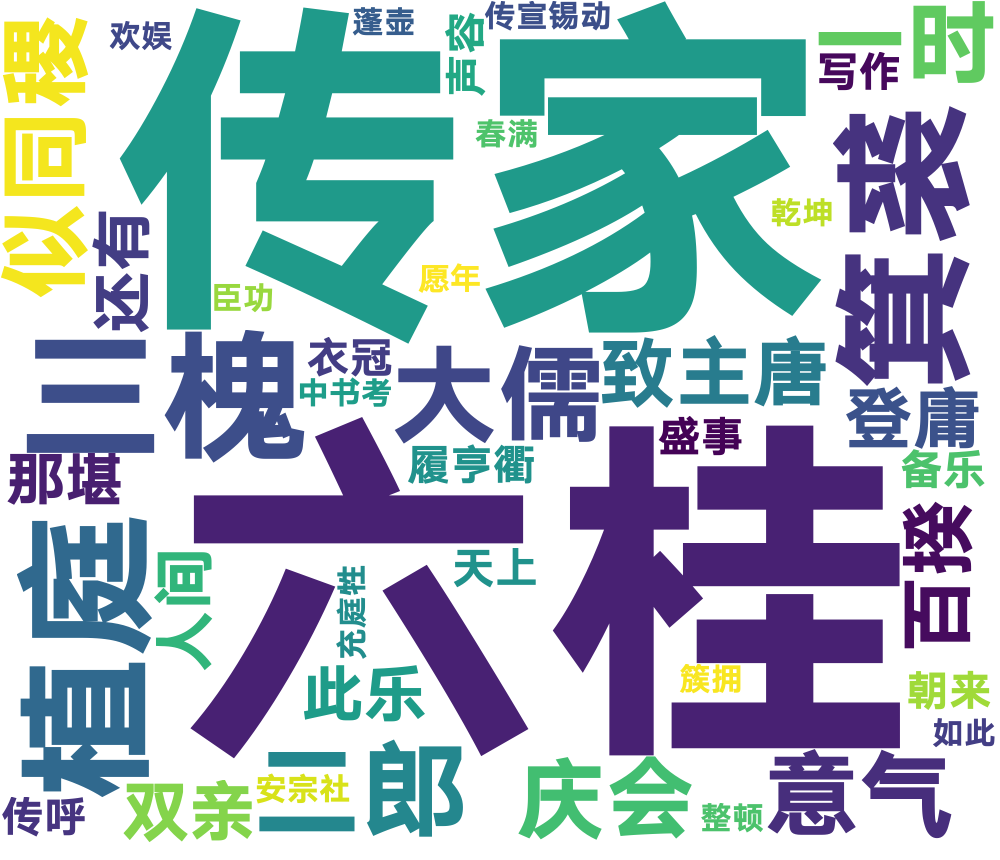 传家
六桂
欢娱
蓬壶
声容
传宣锡动
一时
写作
稷
似同
春满
箕裘
乾坤
还有
愿年
臣功
三槐
衣冠
中书考
大儒
致主唐
登庸
那堪
履亨衢
盛事
备乐
植庭
人间
天上
充庭牲
百揆
此乐
簇拥
朝来
如此
传呼
双亲
安宗社
二郎
庆会
整顿
意气